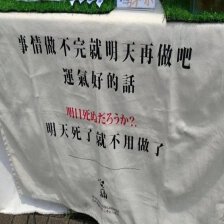 事情做不完就明天再做吧
運氣好的話
明日死ぬだろうか?
明天死了就不用做了